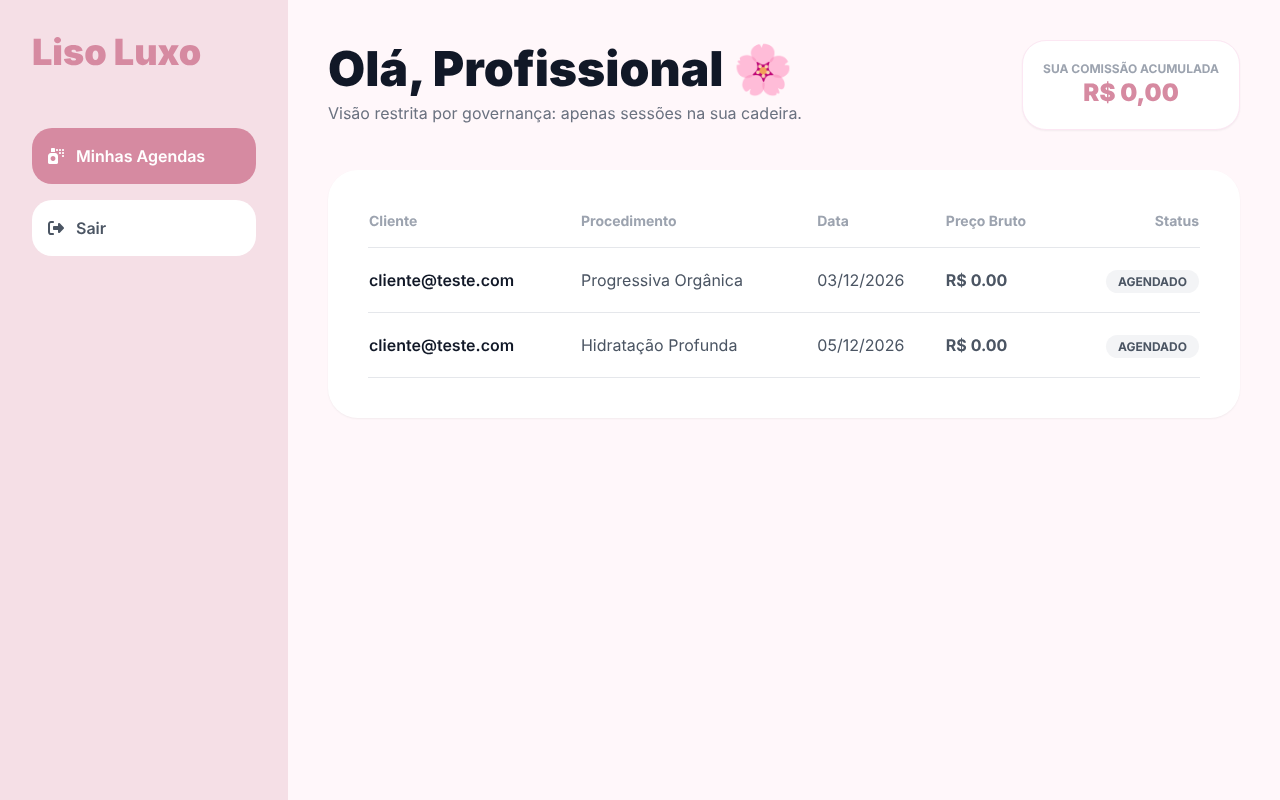 Liso Luxo
Minhas Agendas
Sair
Olá, Profissional 🌸
Visão restrita por governança: apenas sessões na sua cadeira.
SUA COMISSÃO ACUMULADA
R$ 0,00
Cliente Procedimento Data Preço Bruto Status
cliente@teste.com Progressiva Orgânica 03/12/2026 R$ 0.00 AGENDADO
cliente@teste.com Hidratação Profunda 05/12/2026 R$ 0.00 AGENDADO